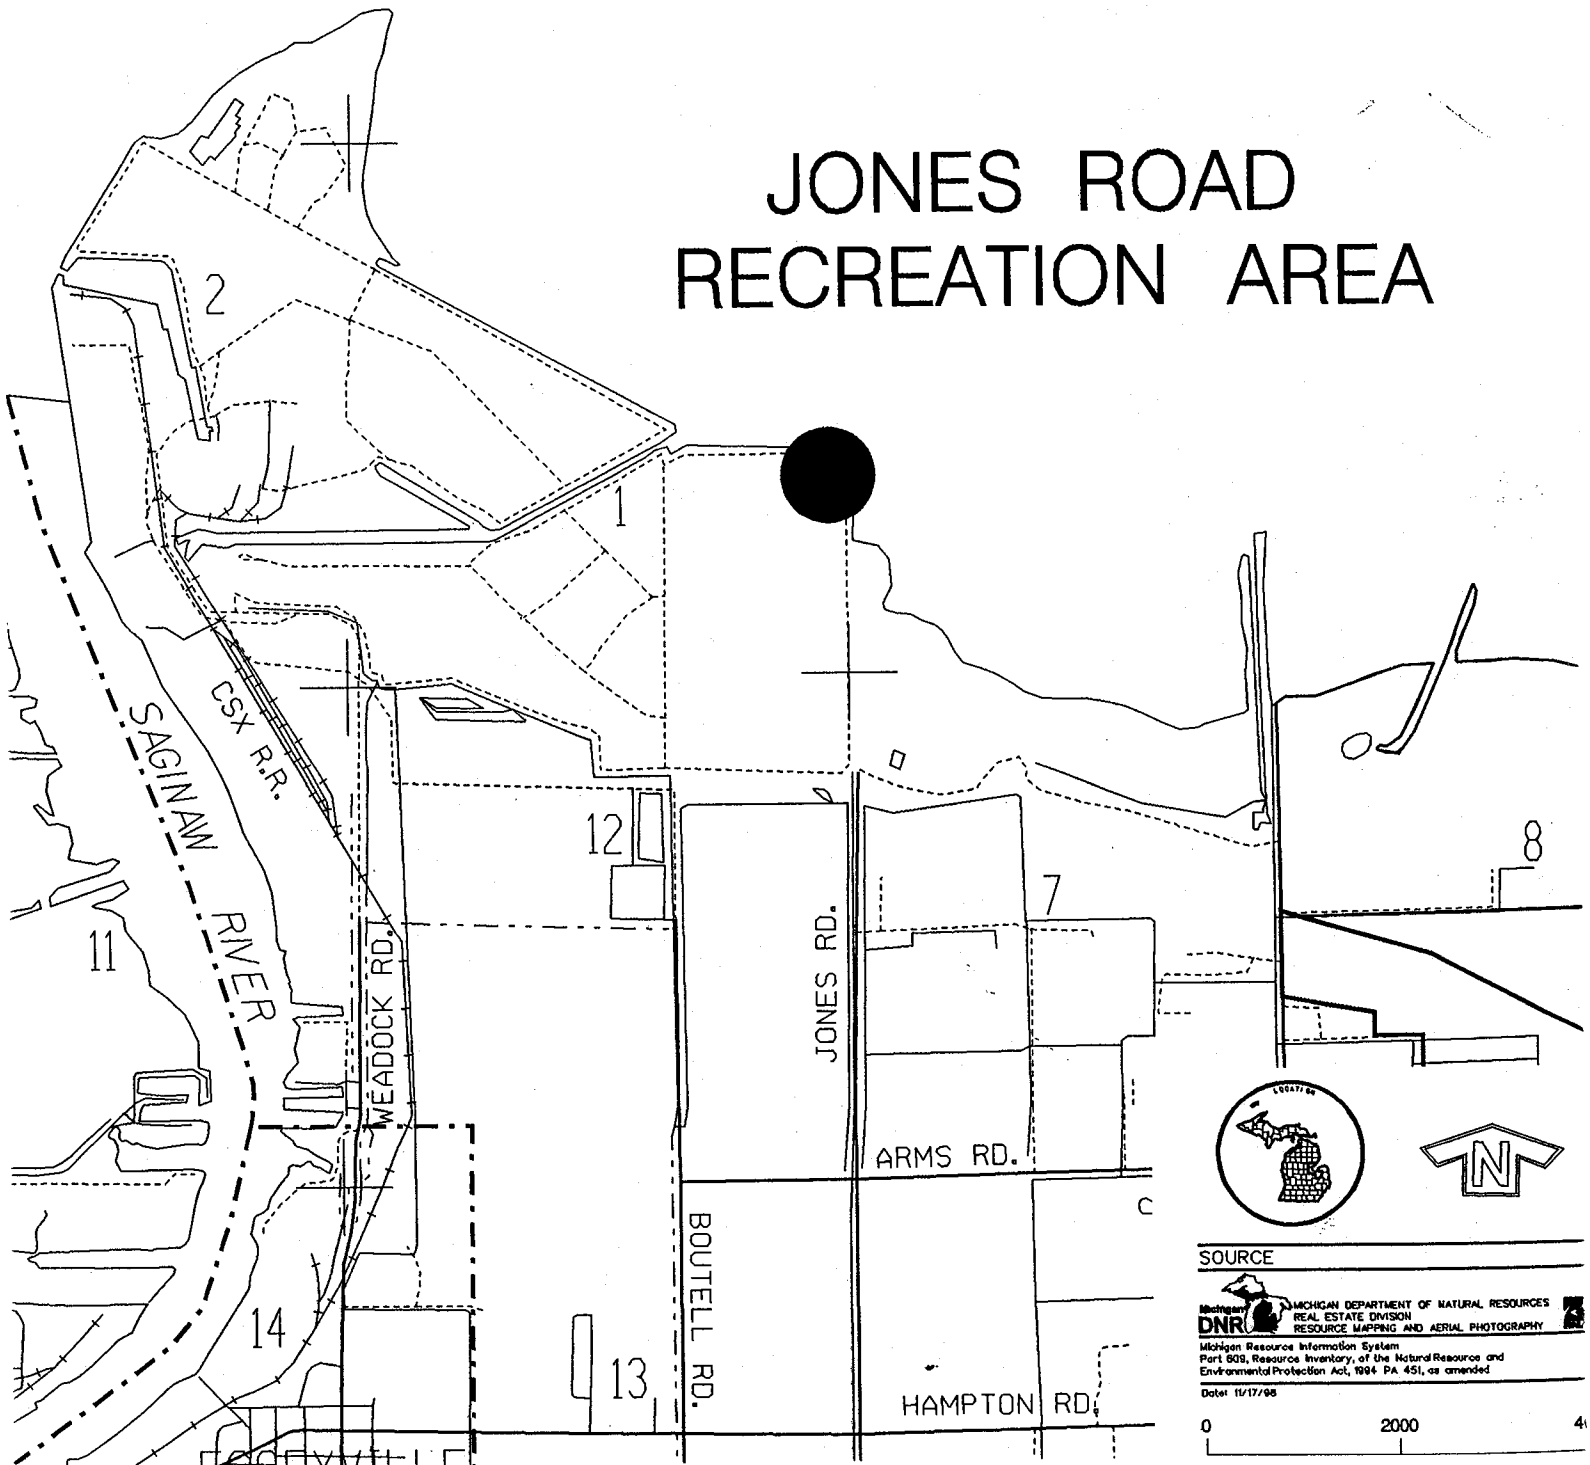 JONES ROAD
RECREATION AREA
2
1
SAGINAW
RIVER
CSX R.R.
12
8
7
11
WEADOCK RD.
JONES RD.
ARMS RD.
BOUTELL RD.
14
13
HAMPTON RD.
C
LOCATION
N
SOURCE
Michigan
DNR
MICHIGAN DEPARTMENT OF NATURAL RESOURCES
REAL ESTATE DIVISION
RESOURCE MAPPING AND AERIAL PHOTOGRAPHY
Michigan Resource Information System
Part 609, Resource Inventory, of the Natural Resource and
Environmental Protection Act, 1994 PA 451, as amended
Date: 11/17/98
0 2000